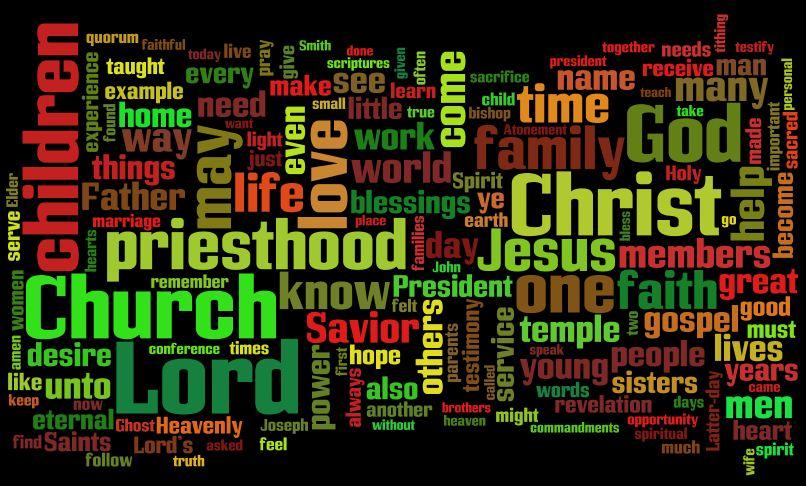 children
quorum
faithful
today
live
pray
give
Smith
done
scriptures
given
often
come
together
needs
tithing
testify
president
taught
every
experience
example
found
home
need
make
see
small
little
learn
true
sacrifice
child
bishop
time
name
receive
man
teach
many
take
personal
made
important
sacred
way
want
light
just
even
love
work
world
Atonement
family
God
things
Father
may
life
blessings
Spirit
ye
earth
Christ
Holy
bless
go
help
become
Elder
serve
marriage
hearts
priesthood
place
families
day
John
Jesus
members
women
remember
know
President
felt
one
faith
great
Church
Savior
others
parents
testimony
called
service
temple
two
gospel
good
must
amen
desire
conference
times
Lord
power
first
hope
always
also
speak
young
people
lives
years
like
unto
keep
now
another
without
brothers
heaven
might
words
sisters
revelation
days
came
men
eternal
Ghost
Heavenly
Joseph
commandments
opportunity
spiritual
much
Latter-day
heart
find
Saints
Lord's
asked
feel
follow
truth
wife
spirit